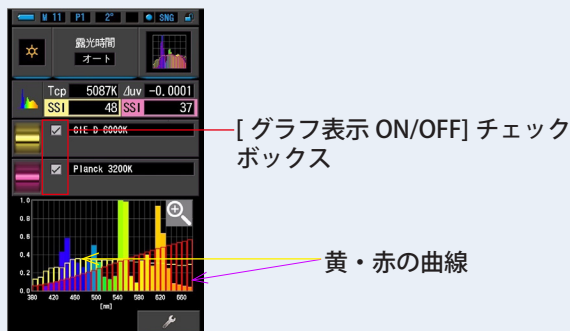 M 11 P1 2° SNG
露光時間
オート
Tcp 5087K ⊿uv -0.0001
SSI 48 SSI 37
CIE D 8000K
Planck 3200K
[ グラフ表示 ON/OFF] チェック
ボックス
1.0
0.8
0.6
0.4
0.2
0.0
380 420 460 500 540 580 620 660
[nm]
黄・赤の曲線